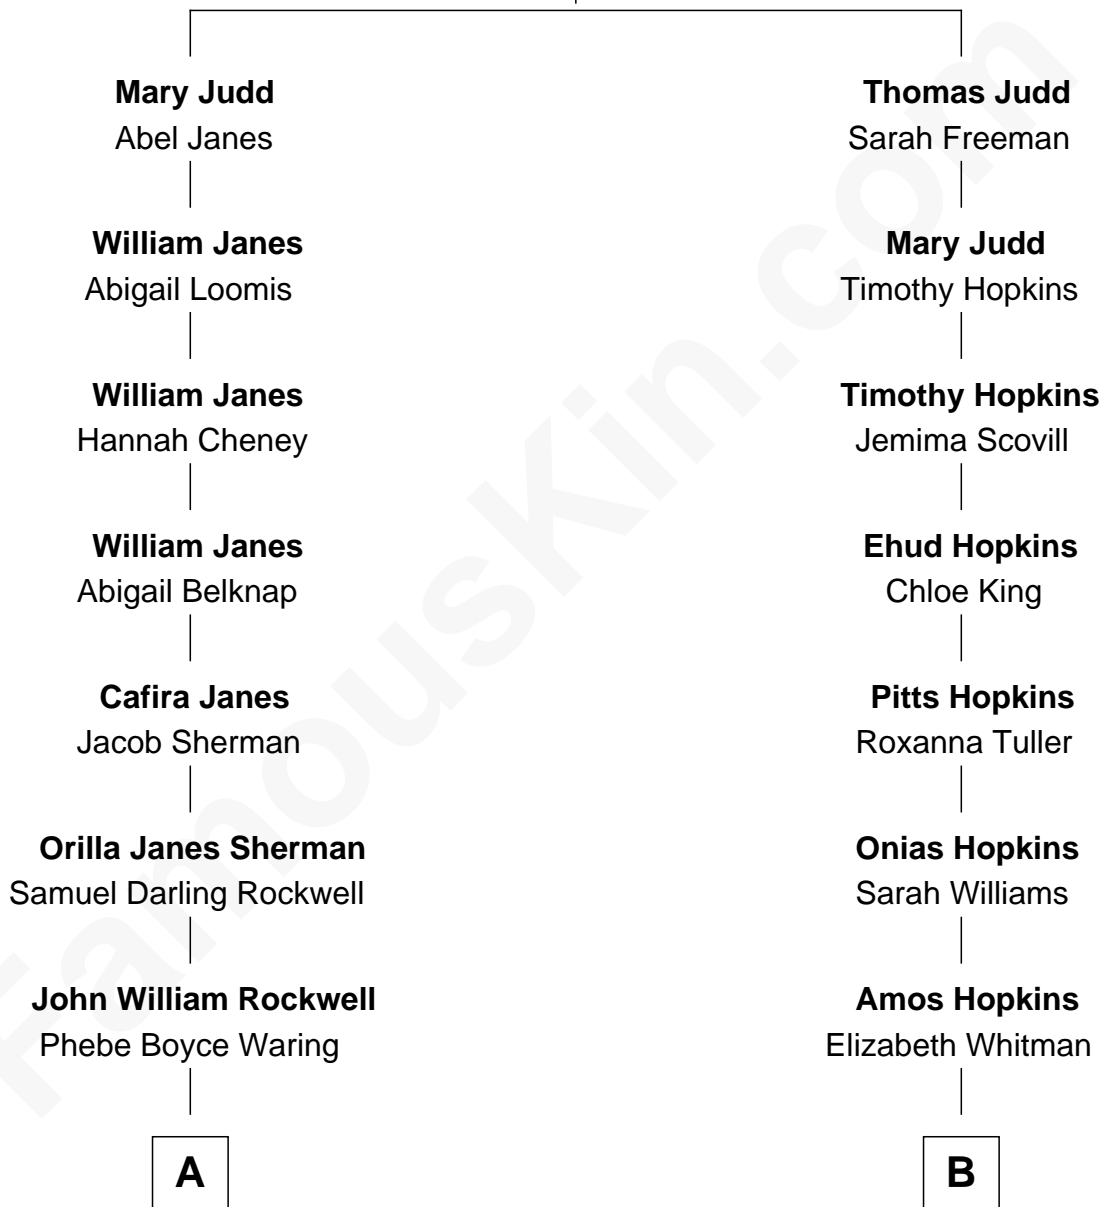 Mary Judd
Abel Janes
Thomas Judd
Sarah Freeman
William Janes
Abigail Loomis
Mary Judd
Timothy Hopkins
William Janes
Hannah Cheney
Timothy Hopkins
Jemima Scovill
William Janes
Abigail Belknap
Ehud Hopkins
Chloe King
Cafira Janes
Jacob Sherman
Pitts Hopkins
Roxanna Tuller
Orilla Janes Sherman
Samuel Darling Rockwell
Onias Hopkins
Sarah Williams
John William Rockwell
Phebe Boyce Waring
Amos Hopkins
Elizabeth Whitman
A
B
FamousKin.com